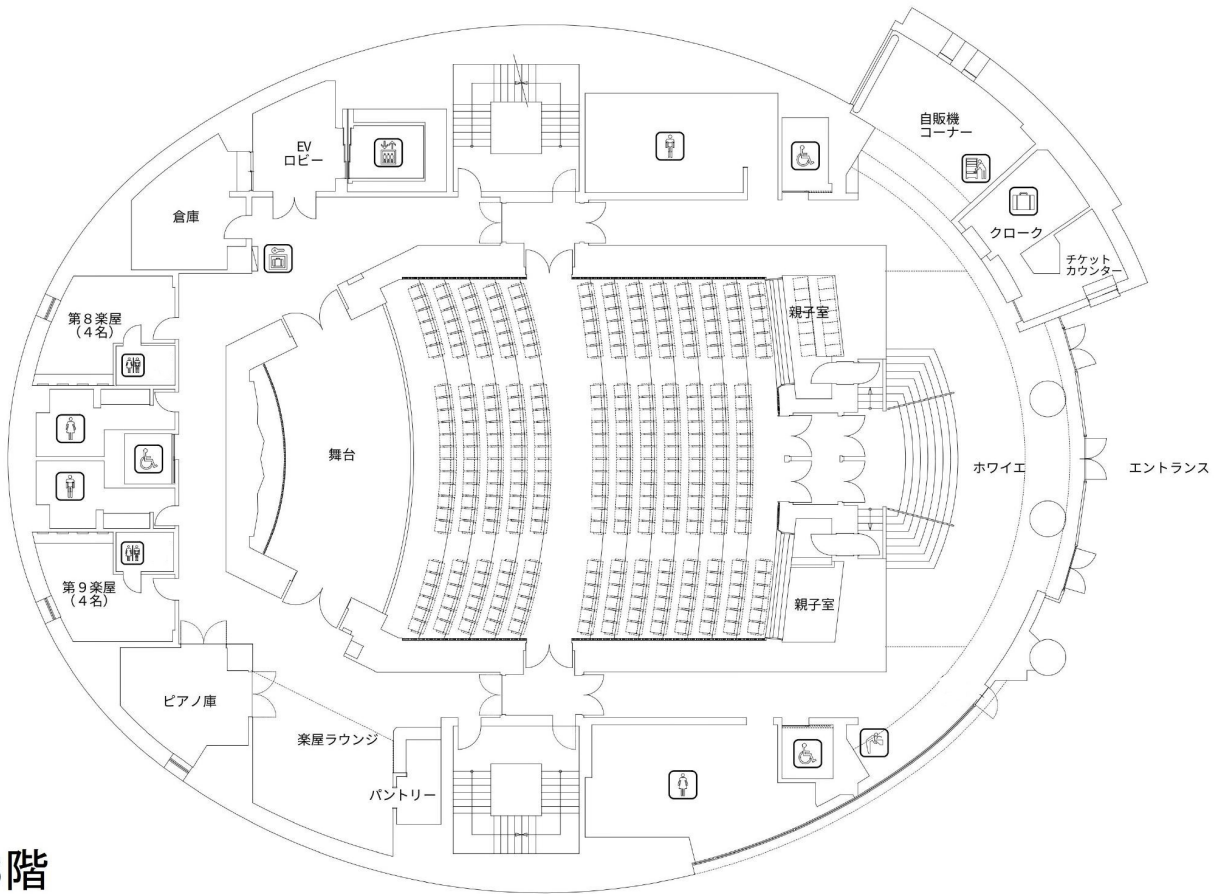 自販機
コーナー
EV
ロビー
倉庫
クローク
チケット
カウンター
第８楽屋
（４名）
親子室
舞台
ホワイエ
エントランス
第９楽屋
（４名）
親子室
ピアノ庫
楽屋ラウンジ
パントリー
階